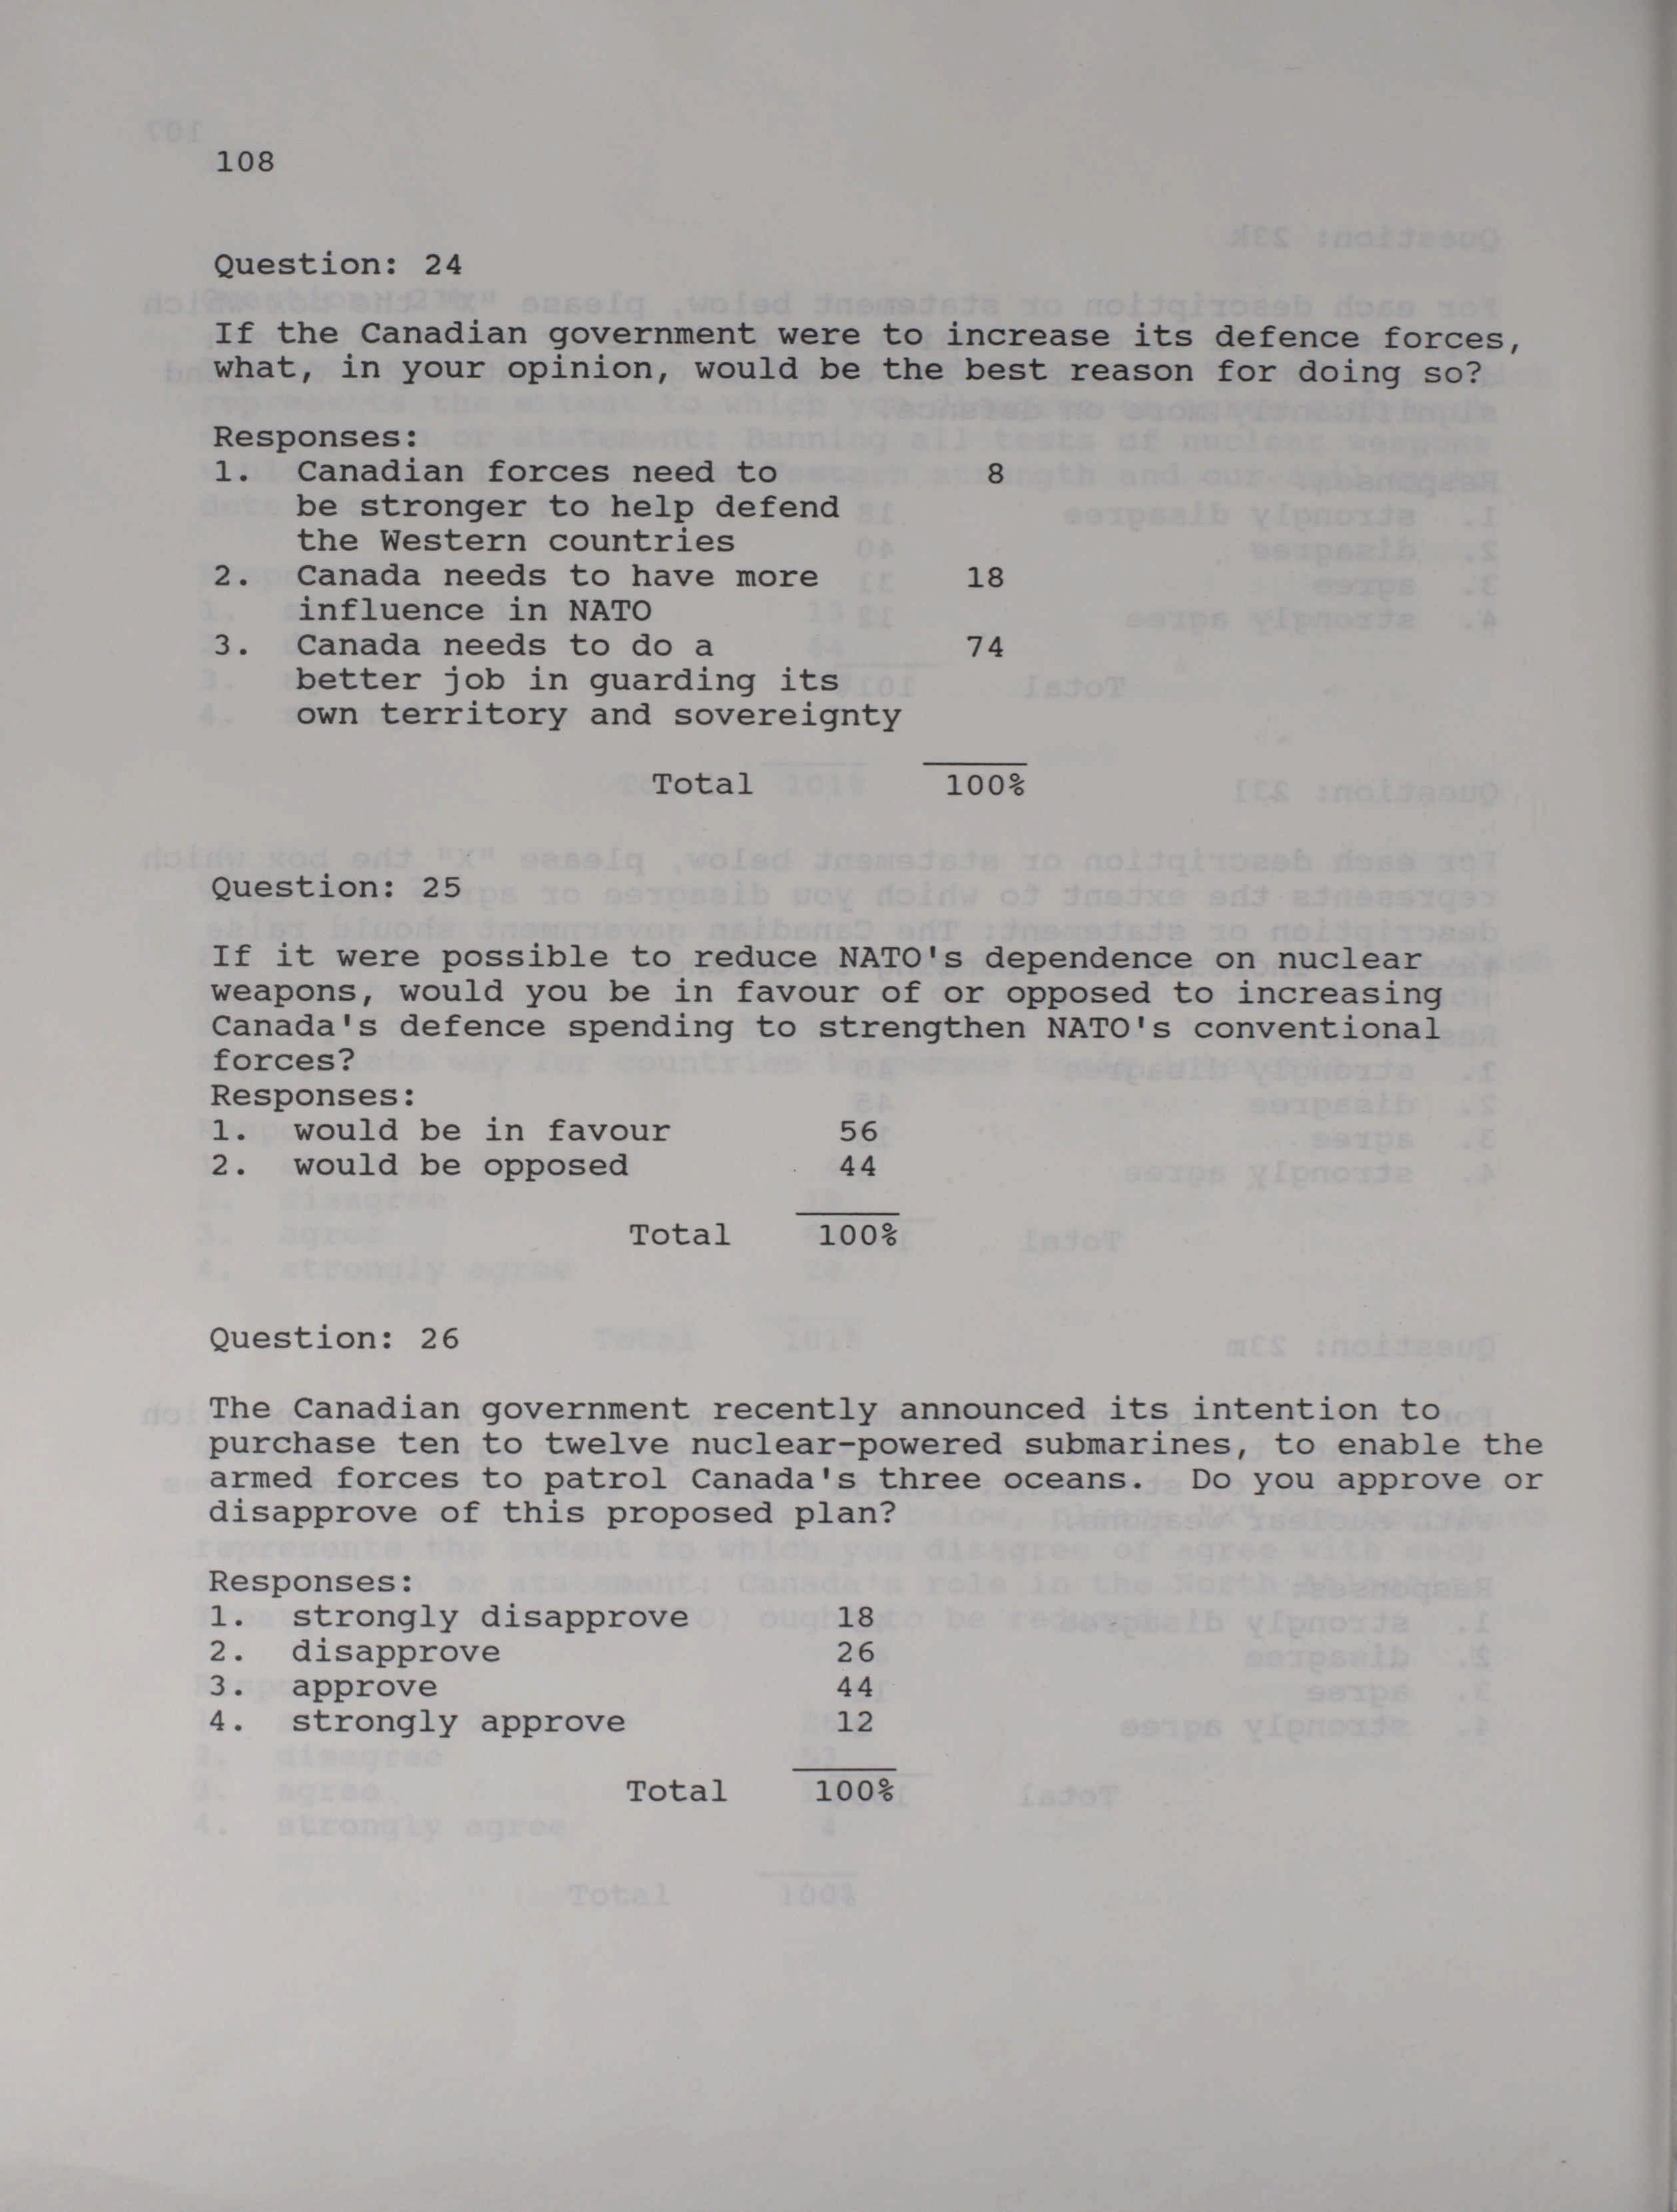 108
Question: 24
If the Canadian government were to increase its defence forces,
what, in your opinion, would be the best reason for doing so?
Responses:
1. Canadian forces need to 8
be stronger to help defend
the Western countries
2. Canada needs to have more 18
influence in NATO
3. Canada needs to do a 74
better job in guarding its
own territory and sovereignty
Total 100%
Question: 25
If it were possible to reduce NATO's dependence on nuclear
weapons, would you be in favour of or opposed to increasing
Canada's defence spending to strengthen NATO's conventional
forces?
Responses:
1. would be in favour 56
2. would be opposed 44
Total 100%
Question: 26
The Canadian government recently announced its intention to
purchase ten to twelve nuclear-powered submarines, to enable the
armed forces to patrol Canada's three oceans. Do you approve or
disapprove of this proposed plan?
Responses:
1. strongly disapprove 18
2. disapprove 26
3. approve 44
4. strongly approve 12
Total 100%